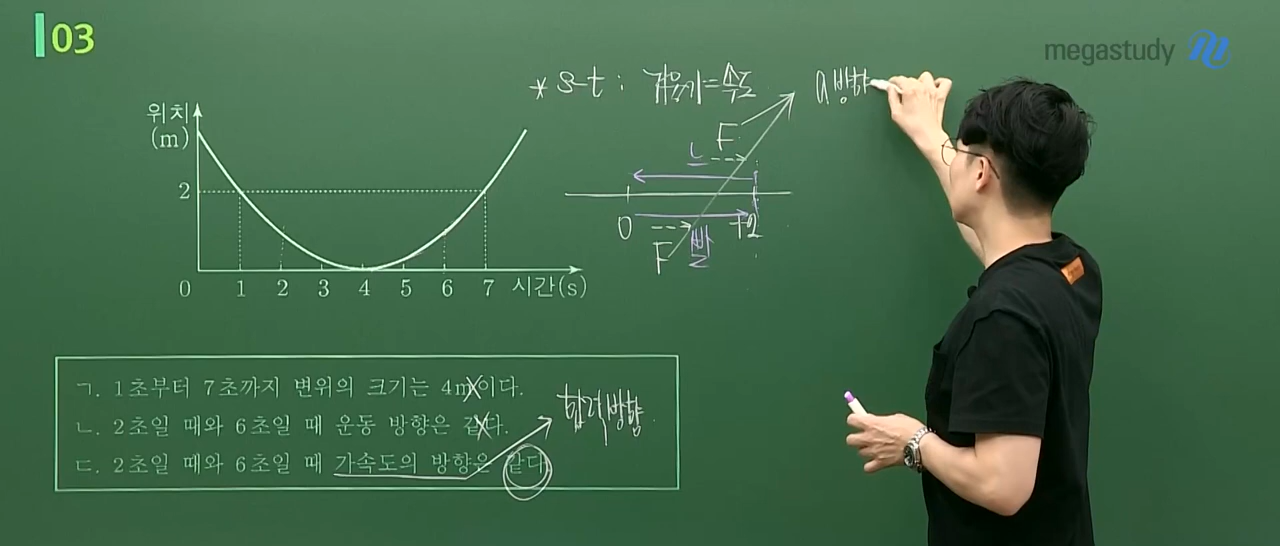 03
megastudy
* s-t : 기울기=속도
a방향
위치
(m)
2
0 1 2 3 4 5 6 7 시간(s)
F
ㄴ
0 +2
F 반
ㄱ. 1초부터 7초까지 변위의 크기는 4m이다.
ㄴ. 2초일 때와 6초일 때 운동 방향은 같다.
ㄷ. 2초일 때와 6초일 때 가속도의 방향은 같다.
합력방향